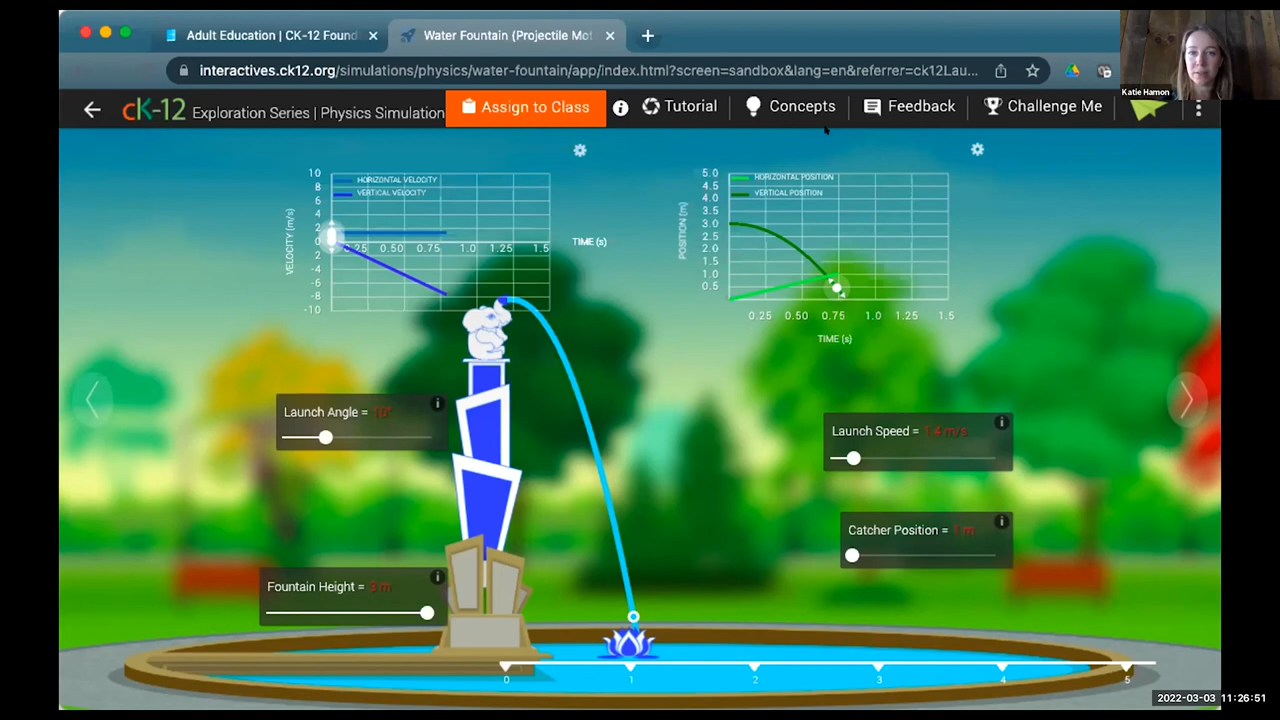 Adult Education | CK-12 Found
Water Fountain (Projectile Mot
interactives.ck12.org/simulations/physics/water-fountain/app/index.html?screen=sandbox&lang=en&referrer=ck12Lau...
Katie Hamon
cK-12 Exploration Series | Physics Simulation
Assign to Class
Tutorial
Concepts
Feedback
Challenge Me
10
8
6
4
2
0
2
-4
-6
-8
-10
VELOCITY (m/s)
HORIZONTAL VELOCITY
VERTICAL VELOCITY
0.25 0.50 0.75 1.0 1.25 1.5
TIME (s)
5.0
4.5
4.0
3.5
3.0
2.5
2.0
1.5
1.0
0.5
POSITION (m)
HORIZONTAL POSITION
VERTICAL POSITION
0.25 0.50 0.75 1.0 1.25 1.5
TIME (s)
Launch Angle = 10°
Launch Speed = 1.4 m/s
Catcher Position = 1 m
Fountain Height = 3 m
0 1 2 3 4 5
2022-03-03 11:26:51